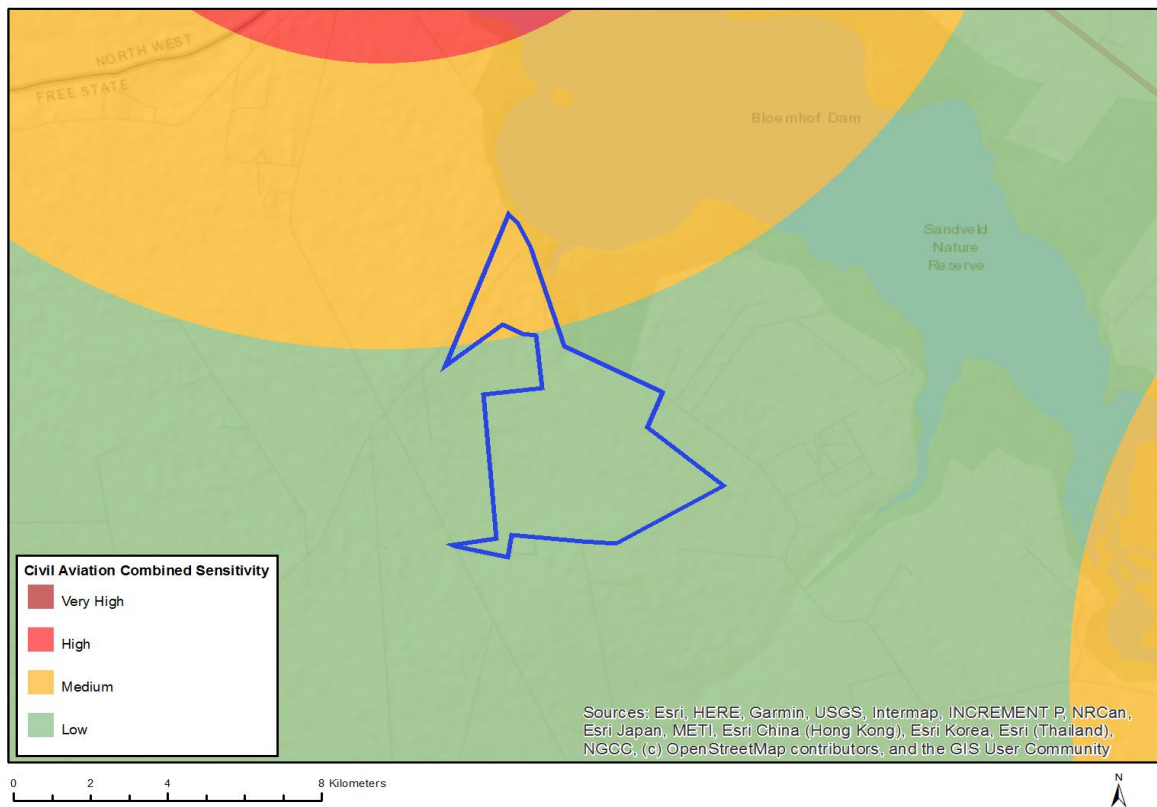 NORTH WEST
FREE STATE
Bloemhof Dam
Sandveld
Nature
Reserve
Civil Aviation Combined Sensitivity
Very High
High
Medium
Low
Sources: Esri, HERE, Garmin, USGS, Intermap, INCREMENT P, NRCan,
Esri Japan, METI, Esri China (Hong Kong), Esri Korea, Esri (Thailand),
NGCC, (c) OpenStreetMap contributors, and the GIS User Community
0 2 4 8 Kilometers
N